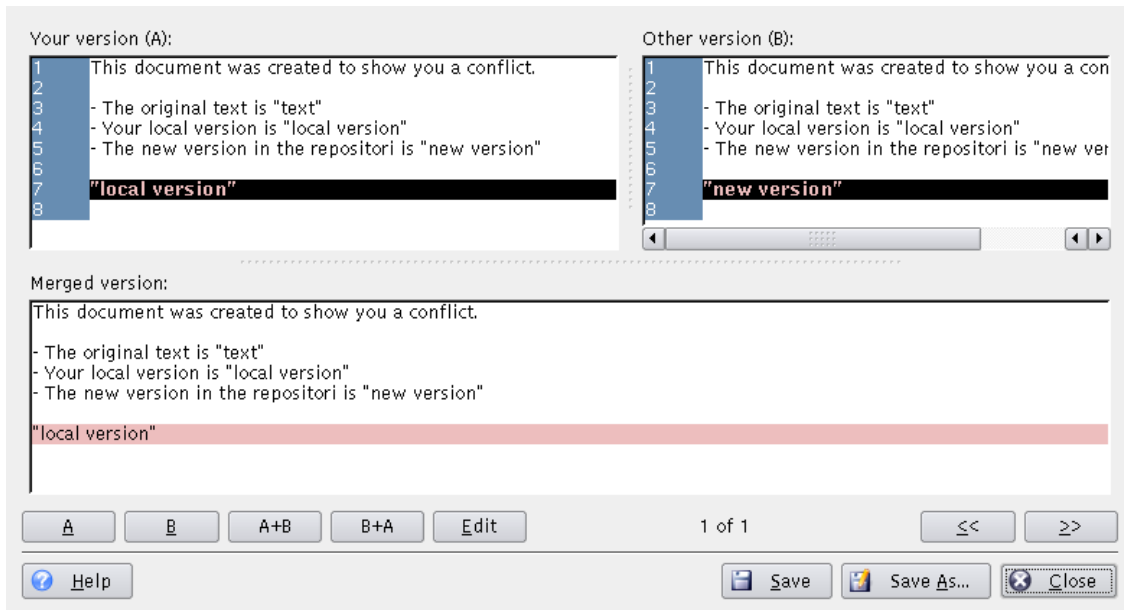 Your version (A):
1 This document was created to show you a conflict.
2
3 - The original text is "text"
4 - Your local version is "local version"
5 - The new version in the repositori is "new version"
6
7 "local version"
8
Other version (B):
1 This document was created to show you a con
2
3 - The original text is "text"
4 - Your local version is "local version"
5 - The new version in the repositori is "new ver
6
7 "new version"
8
Merged version:
This document was created to show you a conflict.
- The original text is "text"
- Your local version is "local version"
- The new version in the repositori is "new version"
"local version"
A B A+B B+A Edit 1 of 1 << >>
Help Save Save As... Close